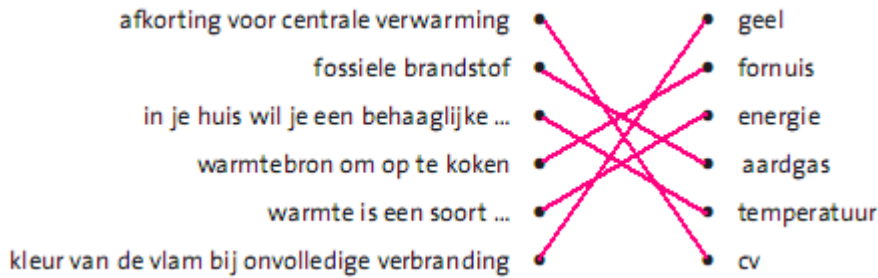 afkorting voor centrale verwarming geel
fossiele brandstof fornuis
in je huis wil je een behaaglijke ... energie
warmtebron om op te koken aardgas
warmte is een soort ... temperatuur
kleur van de vlam bij onvolledige verbranding cv